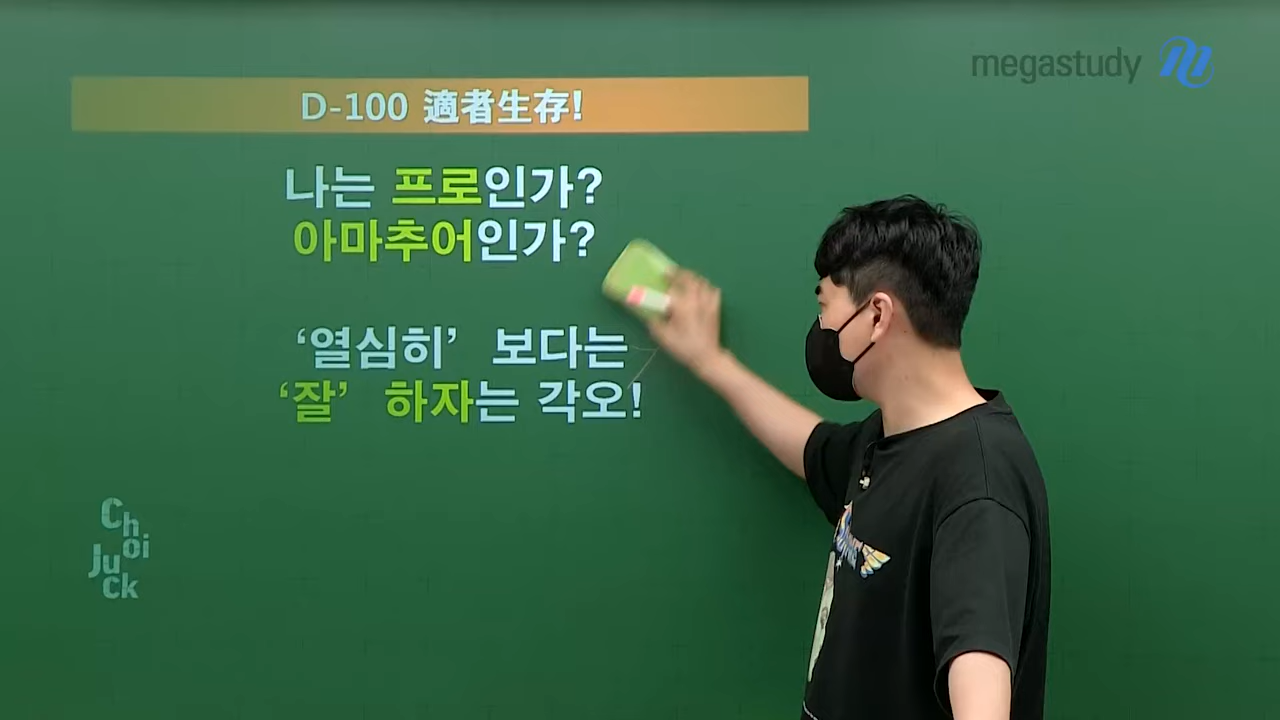 megastudy
D-100 適者生存!
나는 프로인가?
아마추어인가?
‘열심히’ 보다는
‘잘’ 하자는 각오!
Ch
oi
Ju
ck